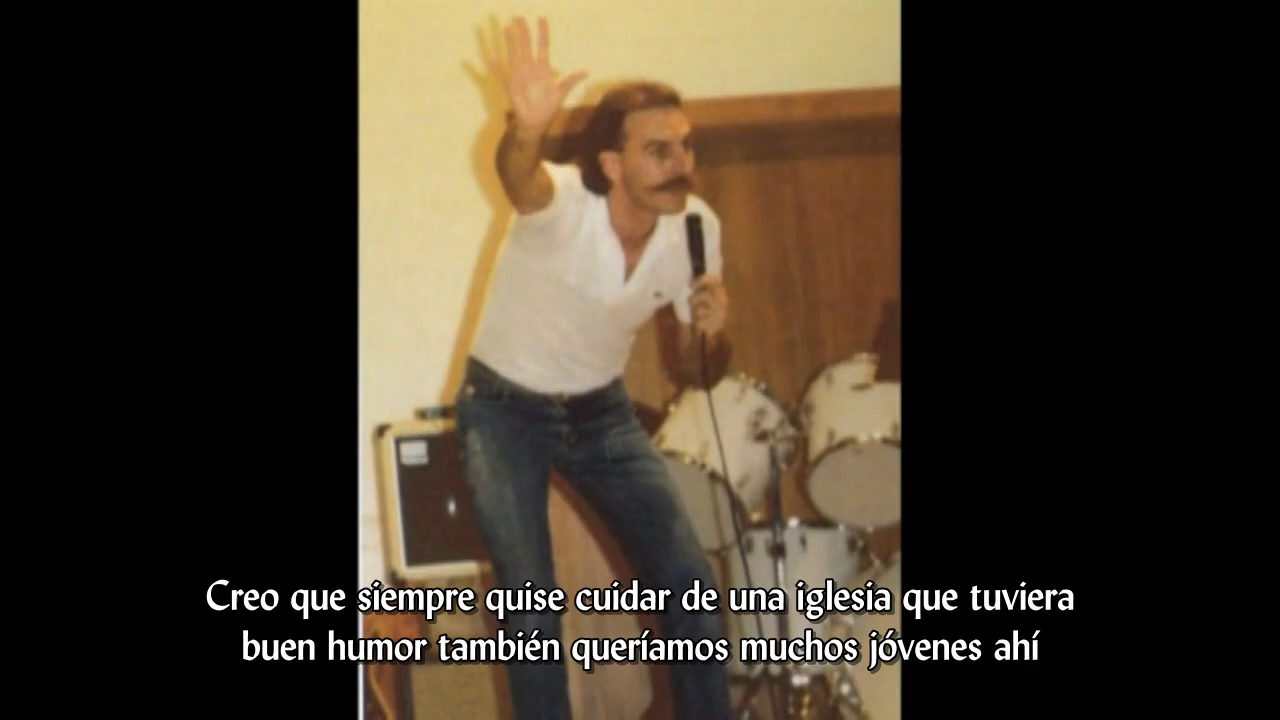 Creo que siempre quise cuidar de una iglesia que tuviera
buen humor también queríamos muchos jóvenes ahí